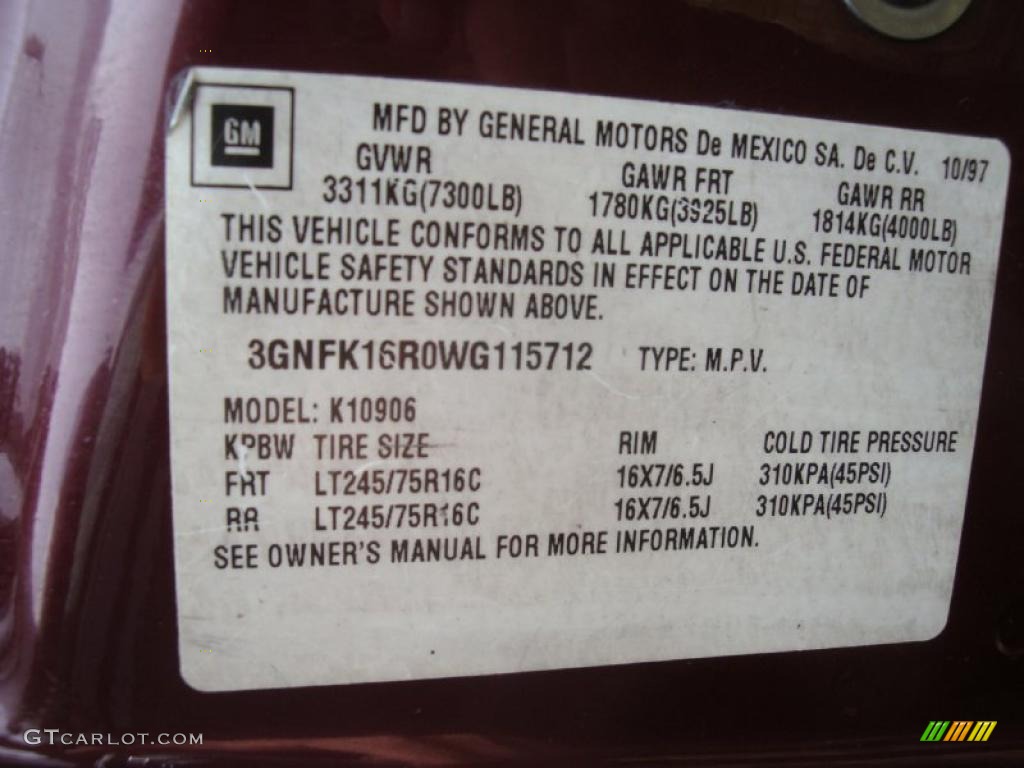 GM
MFD BY GENERAL MOTORS De MEXICO SA. De C.V. 10/97
GVWR GAWR FRT GAWR RR
3311KG(7300LB) 1780KG(3925LB) 1814KG(4000LB)
THIS VEHICLE CONFORMS TO ALL APPLICABLE U.S. FEDERAL MOTOR
VEHICLE SAFETY STANDARDS IN EFFECT ON THE DATE OF
MANUFACTURE SHOWN ABOVE.
3GNFK16R0WG115712 TYPE: M.P.V.
MODEL: K10906
KPBW TIRE SIZE RIM COLD TIRE PRESSURE
FRT LT245/75R16C 16X7/6.5J 310KPA(45PSI)
RR LT245/75R16C 16X7/6.5J 310KPA(45PSI)
SEE OWNER'S MANUAL FOR MORE INFORMATION.
GTCARLOT.COM